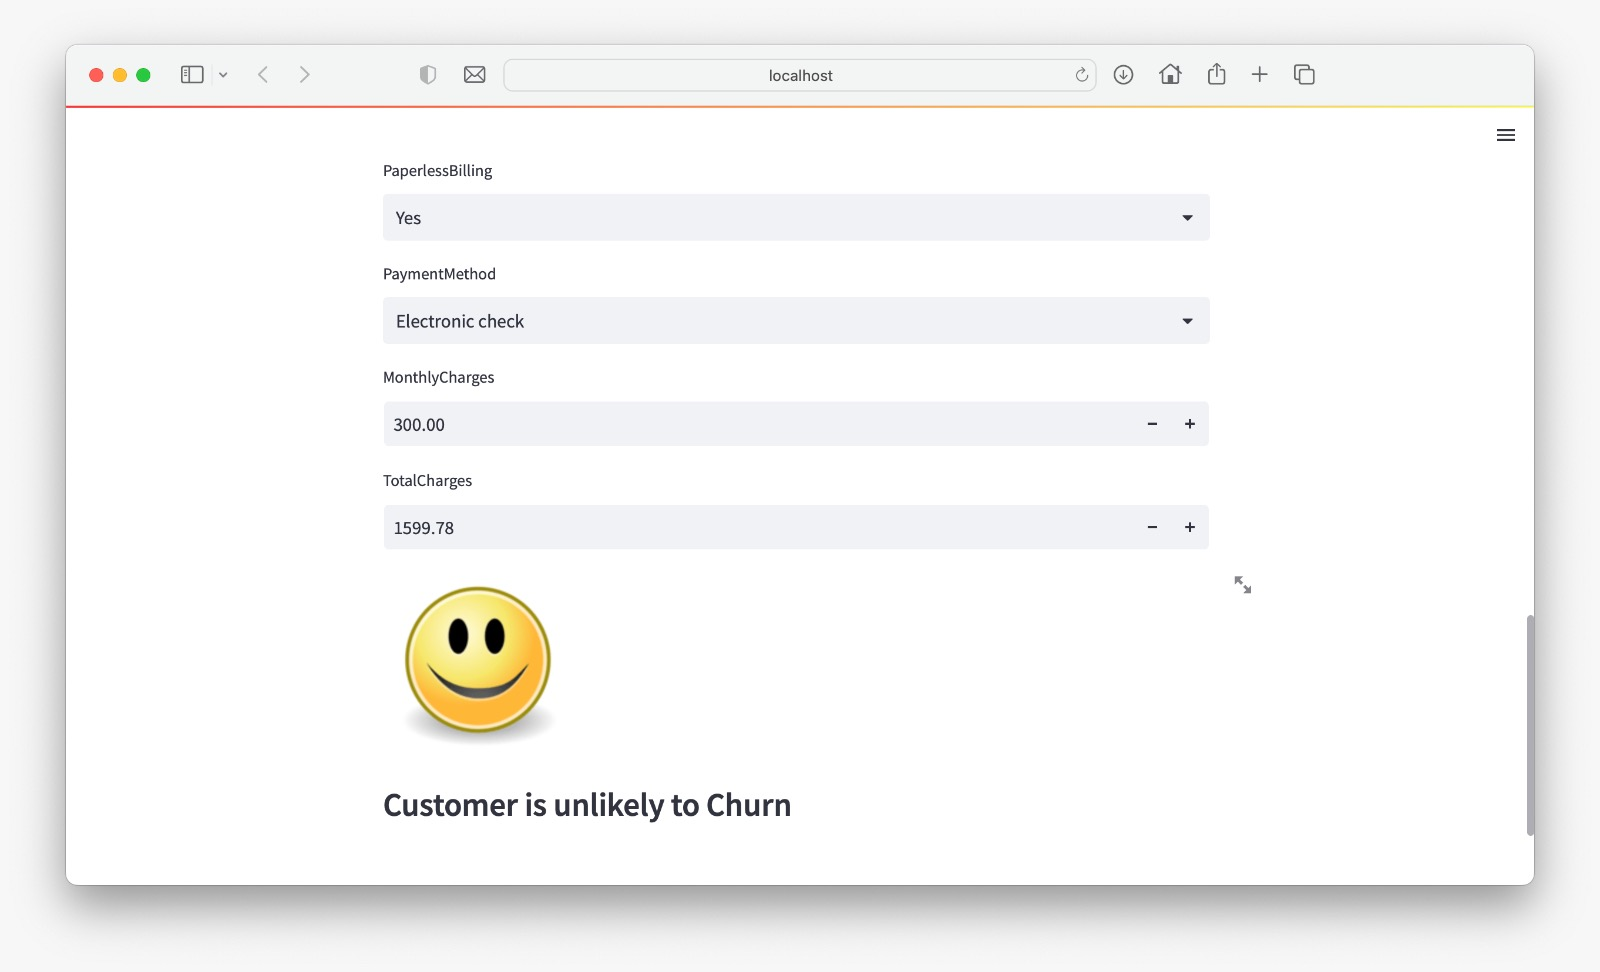 localhost
PaperlessBilling
Yes
PaymentMethod
Electronic check
MonthlyCharges
300.00
TotalCharges
1599.78
Customer is unlikely to Churn